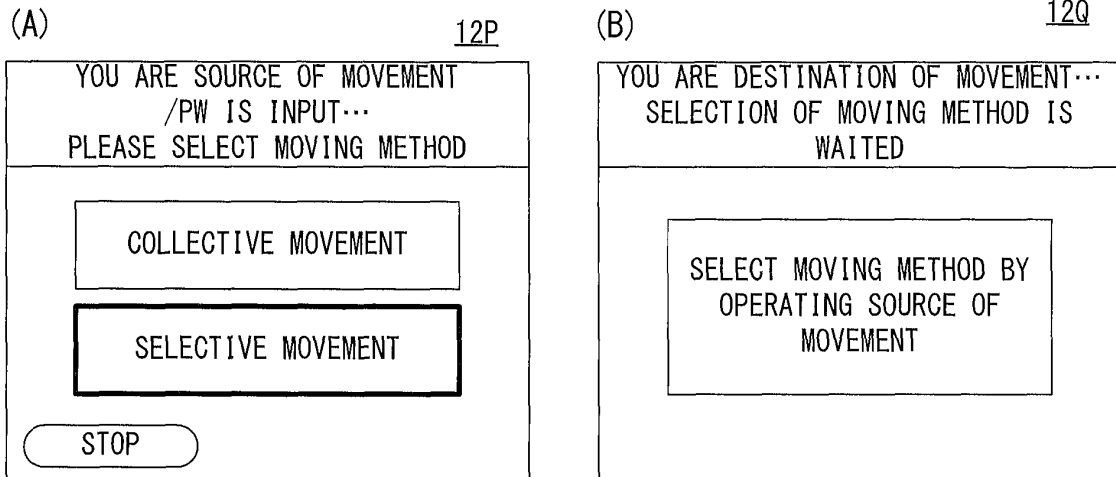 (A)
12P
YOU ARE SOURCE OF MOVEMENT
/PW IS INPUT···
PLEASE SELECT MOVING METHOD
COLLECTIVE MOVEMENT
SELECTIVE MOVEMENT
STOP
(B)
12Q
YOU ARE DESTINATION OF MOVEMENT···
SELECTION OF MOVING METHOD IS
WAITED
SELECT MOVING METHOD BY
OPERATING SOURCE OF
MOVEMENT